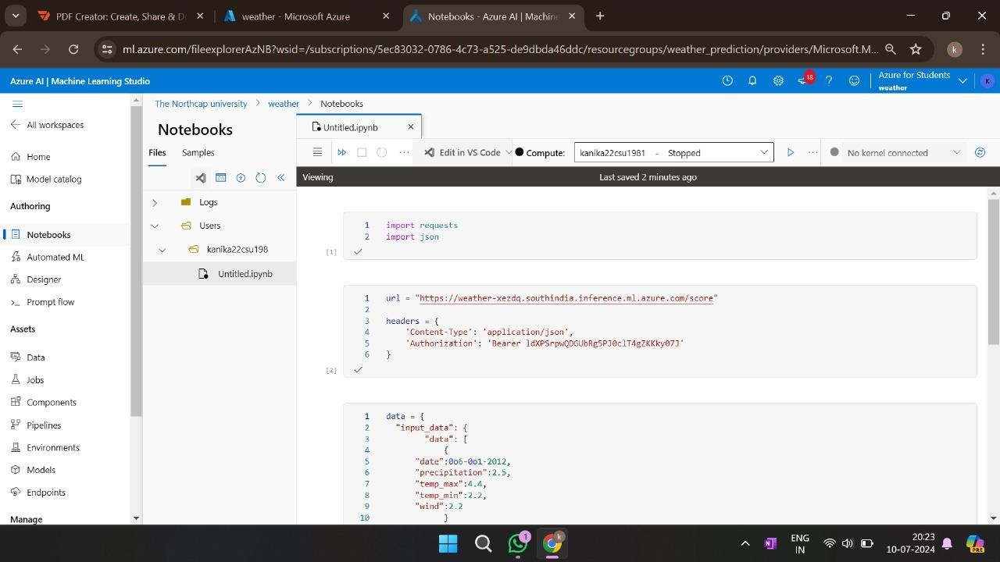 PDF Creator: Create, Share & D
weather - Microsoft Azure
Notebooks - Azure AI | Machine
ml.azure.com/fileexplorerAzNB?wsid=/subscriptions/5ec83032-0786-4c73-a525-de9dbda46ddc/resourcegroups/weather_prediction/providers/Microsoft.M...
k
Azure AI | Machine Learning Studio
18
Azure for Students
weather
K
All workspaces
Home
Model catalog
Authoring
Notebooks
Automated ML
Designer
Prompt flow
Assets
Data
Jobs
Components
Pipelines
Environments
Models
Endpoints
Manage
The Northcap university > weather > Notebooks
Notebooks
Files Samples
Logs
Users
kanika22csu198
Untitled.ipynb
Untitled.ipynb
Edit in VS Code
Compute: kanika22csu1981 - Stopped
No kernel connected
Viewing Last saved 2 minutes ago
1 import requests
2 import json
[1]
1 url = "https://weather-xezdq.southindia.inference.ml.azure.com/score"
2
3 headers = {
4 'Content-Type': 'application/json',
5 'Authorization': 'Bearer ldXPSrpwQDGUbRg5PJ0clT4gZKKky07J'
6 }
[2]
1 data = {
2 "input_data": {
3 "data": [
4 {
5 "date":0o6-0o1-2012,
6 "precipitation":2.5,
7 "temp_max":4.4,
8 "temp_min":2.2,
9 "wind":2.2
10 }
1
k
ENG
IN
20:23
10-07-2024
PRE